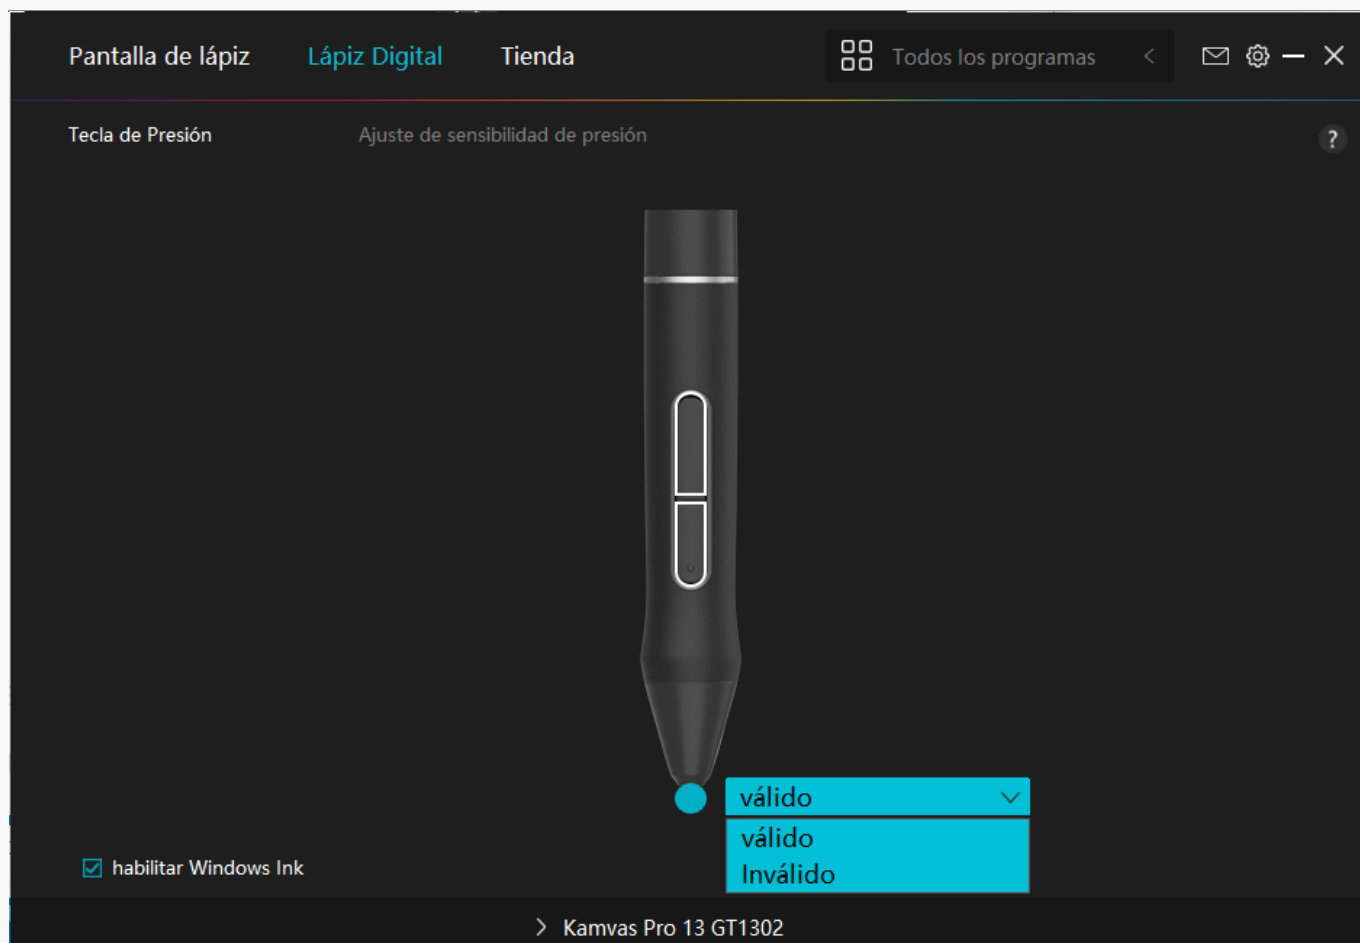 Pantalla de lápiz Lápiz Digital Tienda Todos los programas
Tecla de Presión Ajuste de sensibilidad de presión ?
válido
válido
Inválido
habilitar Windows Ink
Kamvas Pro 13 GT1302